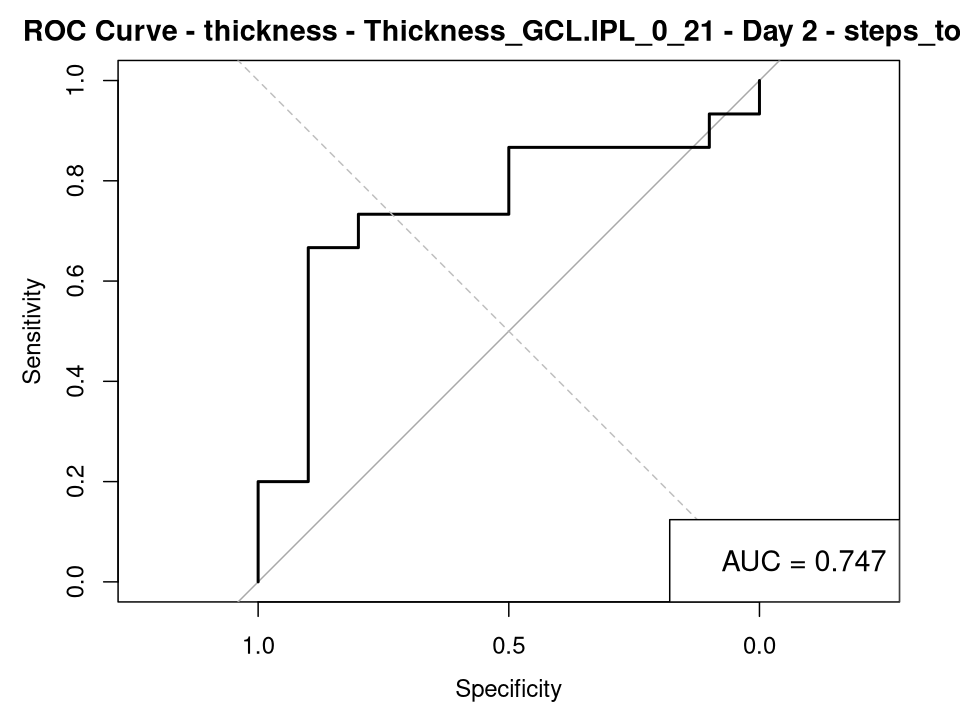 ROC Curve - thickness - Thickness_GCL.IPL_0_21 - Day 2 - steps_to
1.0
0.8
0.6
0.4
0.2
0.0
Sensitivity
AUC = 0.747
1.0 0.5 0.0
Specificity